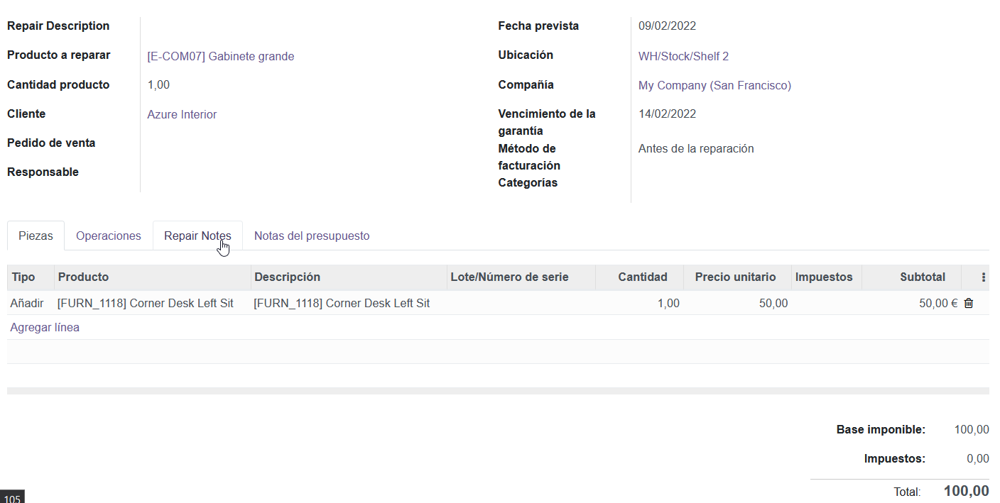 Repair Description
Producto a reparar [E-COM07] Gabinete grande
Cantidad producto 1,00
Cliente Azure Interior
Pedido de venta
Responsable
Fecha prevista 09/02/2022
Ubicación WH/Stock/Shelf 2
Compañía My Company (San Francisco)
Vencimiento de la 14/02/2022
garantía
Método de Antes de la reparación
facturación
Categorías
Piezas Operaciones Repair Notes Notas del presupuesto
Tipo Producto Descripción Lote/Número de serie Cantidad Precio unitario Impuestos Subtotal
Añadir [FURN_1118] Corner Desk Left Sit [FURN_1118] Corner Desk Left Sit 1,00 50,00 50,00 €
Agregar línea
Base imponible: 100,00
Impuestos: 0,00
Total: 100,00
105